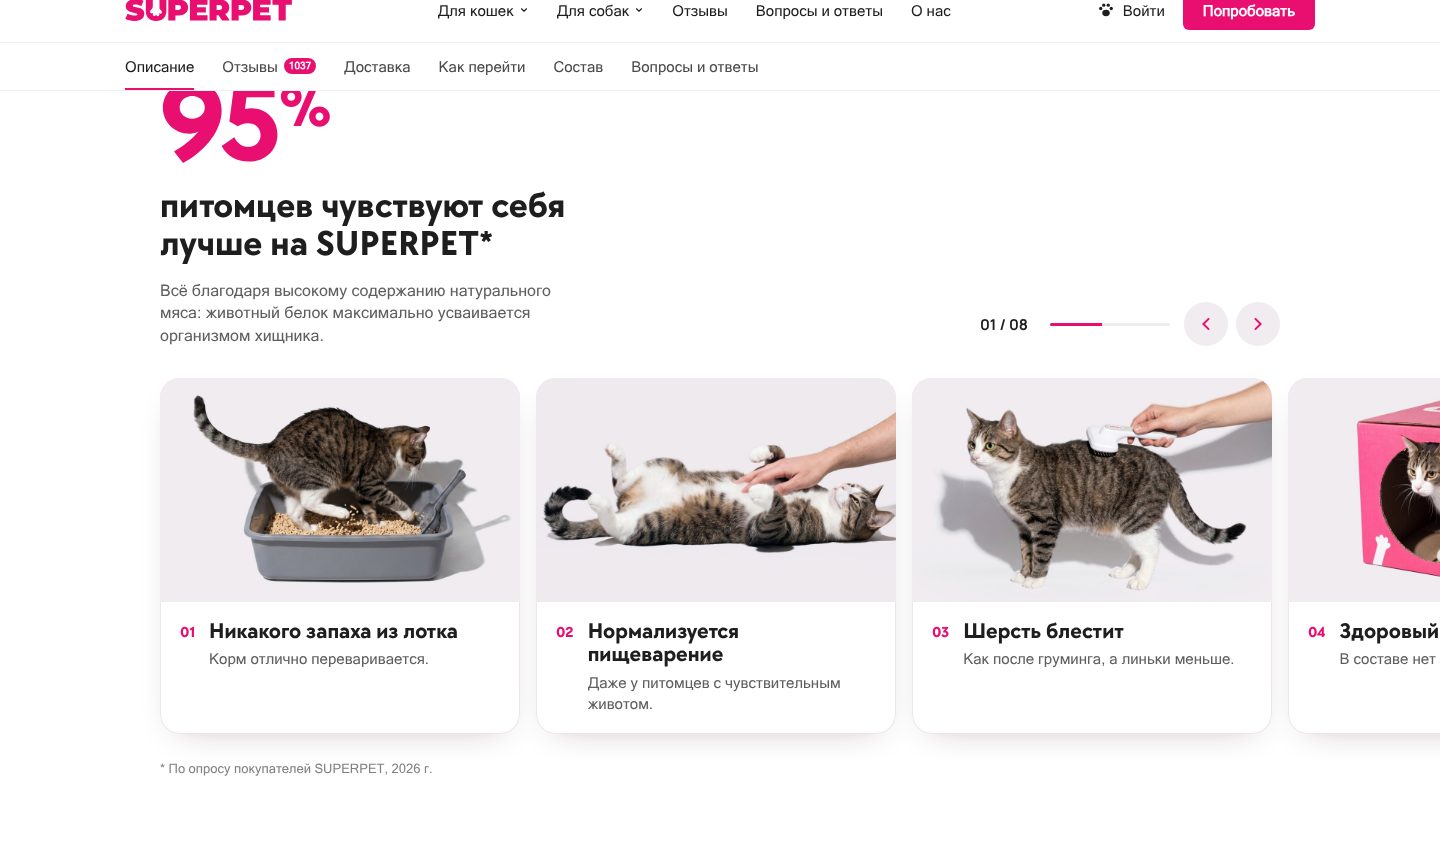 SUPERPET
Для кошек
Для собак
Отзывы
Вопросы и ответы
О нас
Войти
Попробовать
Описание
Отзывы 1037
Доставка
Как перейти
Состав
Вопросы и ответы
95%
питомцев чувствуют себя
лучше на SUPERPET*
Всё благодаря высокому содержанию натурального
мяса: животный белок максимально усваивается
организмом хищника.
01 / 08
01 Никакого запаха из лотка
Корм отлично переваривается.
02 Нормализуется
пищеварение
Даже у питомцев с чувствительным
животом.
03 Шерсть блестит
Как после груминга, а линьки меньше.
04 Здоровый
В составе нет
* По опросу покупателей SUPERPET, 2026 г.